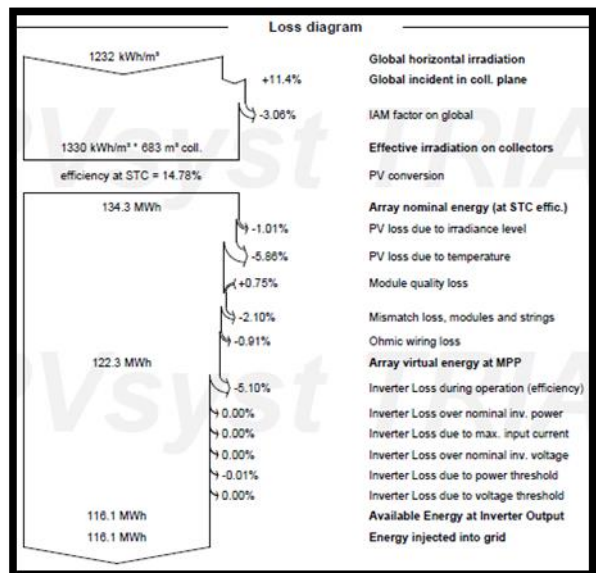 Loss diagram
1232 kWh/m² Global horizontal irradiation
+11.4% Global incident in coll. plane
-3.06% IAM factor on global
1330 kWh/m² * 683 m² coll. Effective irradiation on collectors
efficiency at STC = 14.78% PV conversion
134.3 MWh Array nominal energy (at STC effic.)
-1.01% PV loss due to irradiance level
-5.86% PV loss due to temperature
+0.75% Module quality loss
-2.10% Mismatch loss, modules and strings
-0.91% Ohmic wiring loss
122.3 MWh Array virtual energy at MPP
-5.10% Inverter Loss during operation (efficiency)
0.00% Inverter Loss over nominal inv. power
0.00% Inverter Loss due to max. input current
0.00% Inverter Loss over nominal inv. voltage
-0.01% Inverter Loss due to power threshold
0.00% Inverter Loss due to voltage threshold
116.1 MWh Available Energy at Inverter Output
116.1 MWh Energy injected into grid
PVsyst TRIA
PVsyst TRIA